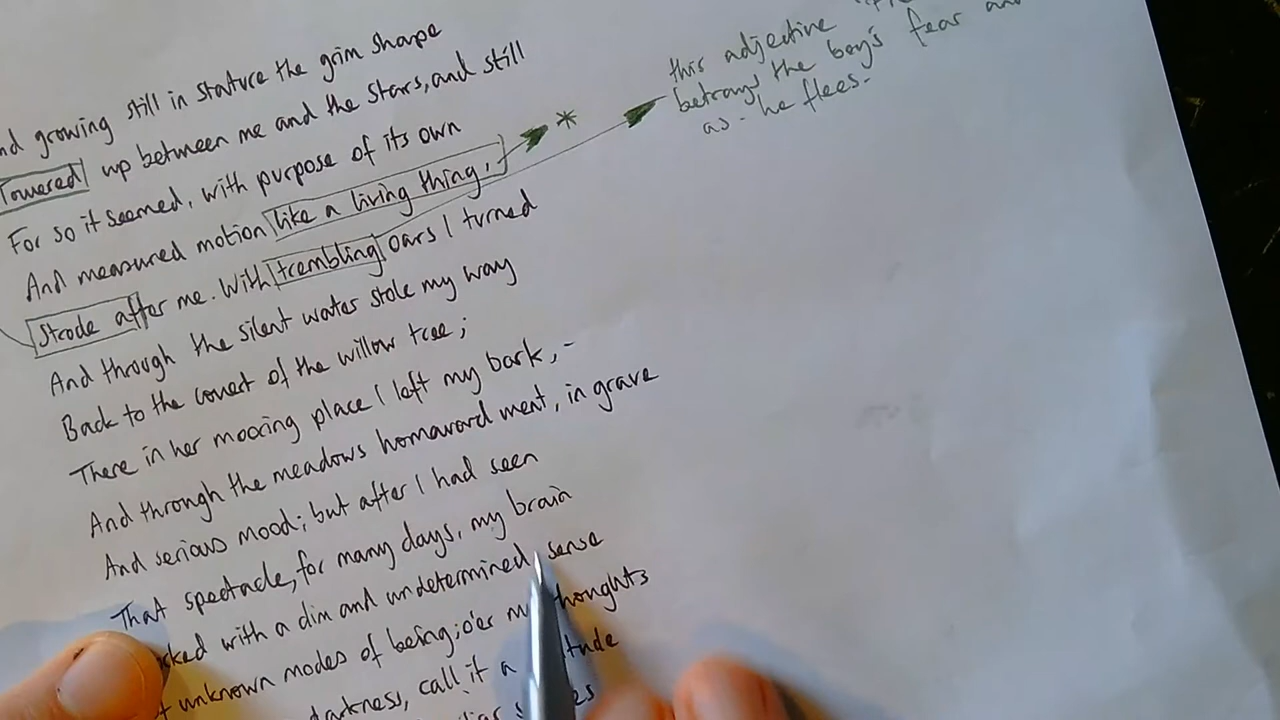 this adjective
betrays the boy's fear
as - he flees-
nd growing still in stature the grim shape
Towered up between me and the stars, and still
For so it seemed, with purpose of its own
And measured motion like a living thing, *
Strode after me. With trembling oars I turned
And through the silent water stole my way
Back to the covert of the willow tree;
There in her mooring place I left my bark, -
And through the meadows homeward went, in grave
And serious mood; but after I had seen
That spectacle, for many days, my brain
ked with a dim and undetermined sense
unknown modes of being; o'er thoughts
darkness, call it a